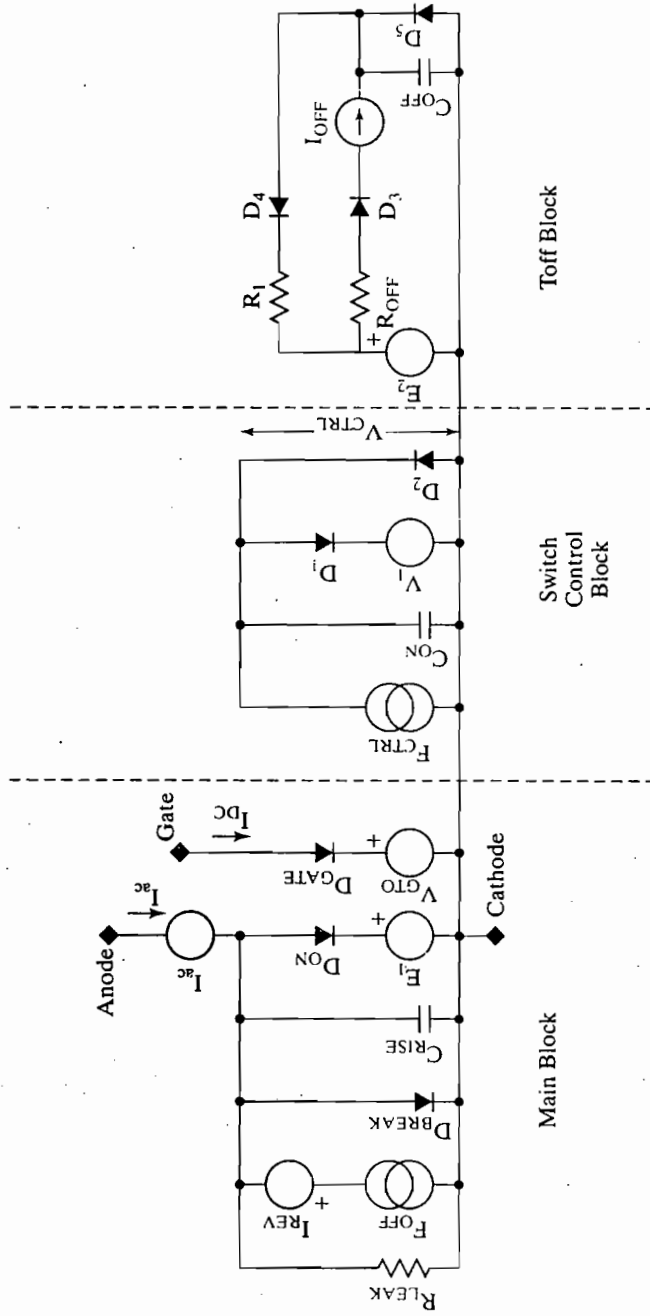 Anode
I_ac
I_ac
Gate
I_DC
R_LEAK
I_REV
+
F_OFF
D_BREAK
C_RISE
D_ON
+
E_1
D_GATE
+
V_GTO
Cathode
Main Block
F_CTRL
C_ON
D_1
V_1
D_2
V_CTRL
Switch
Control
Block
R_1
D_4
R_OFF
D_3
I_OFF
+
E_2
C_OFF
D_5
Toff Block